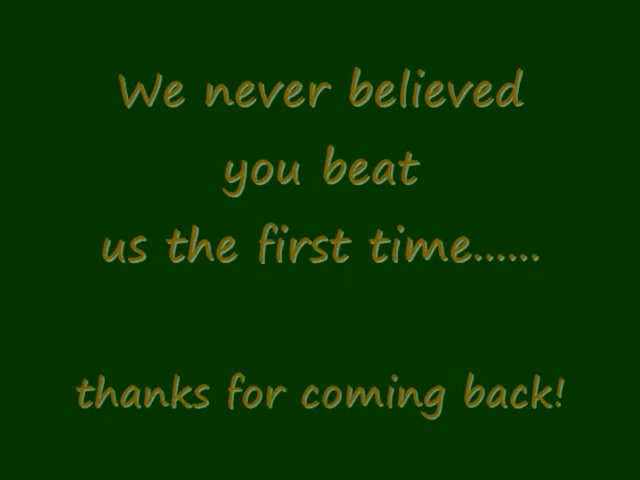 We never believed
you beat
us the first time......
thanks for coming back!